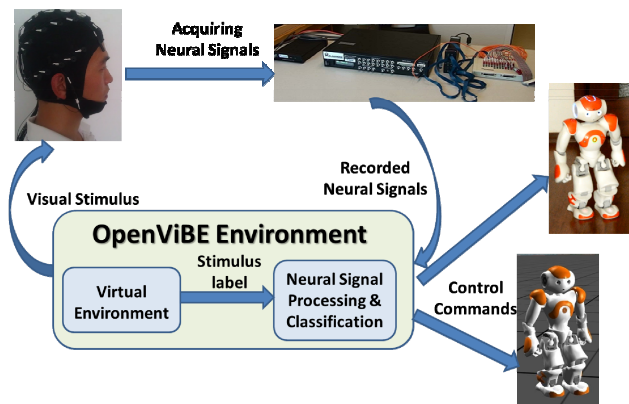 Acquiring
Neural Signals
Recorded
Neural Signals
Visual Stimulus
OpenViBE Environment
Stimulus
label
Virtual
Environment
Neural Signal
Processing &
Classification
Control
Commands